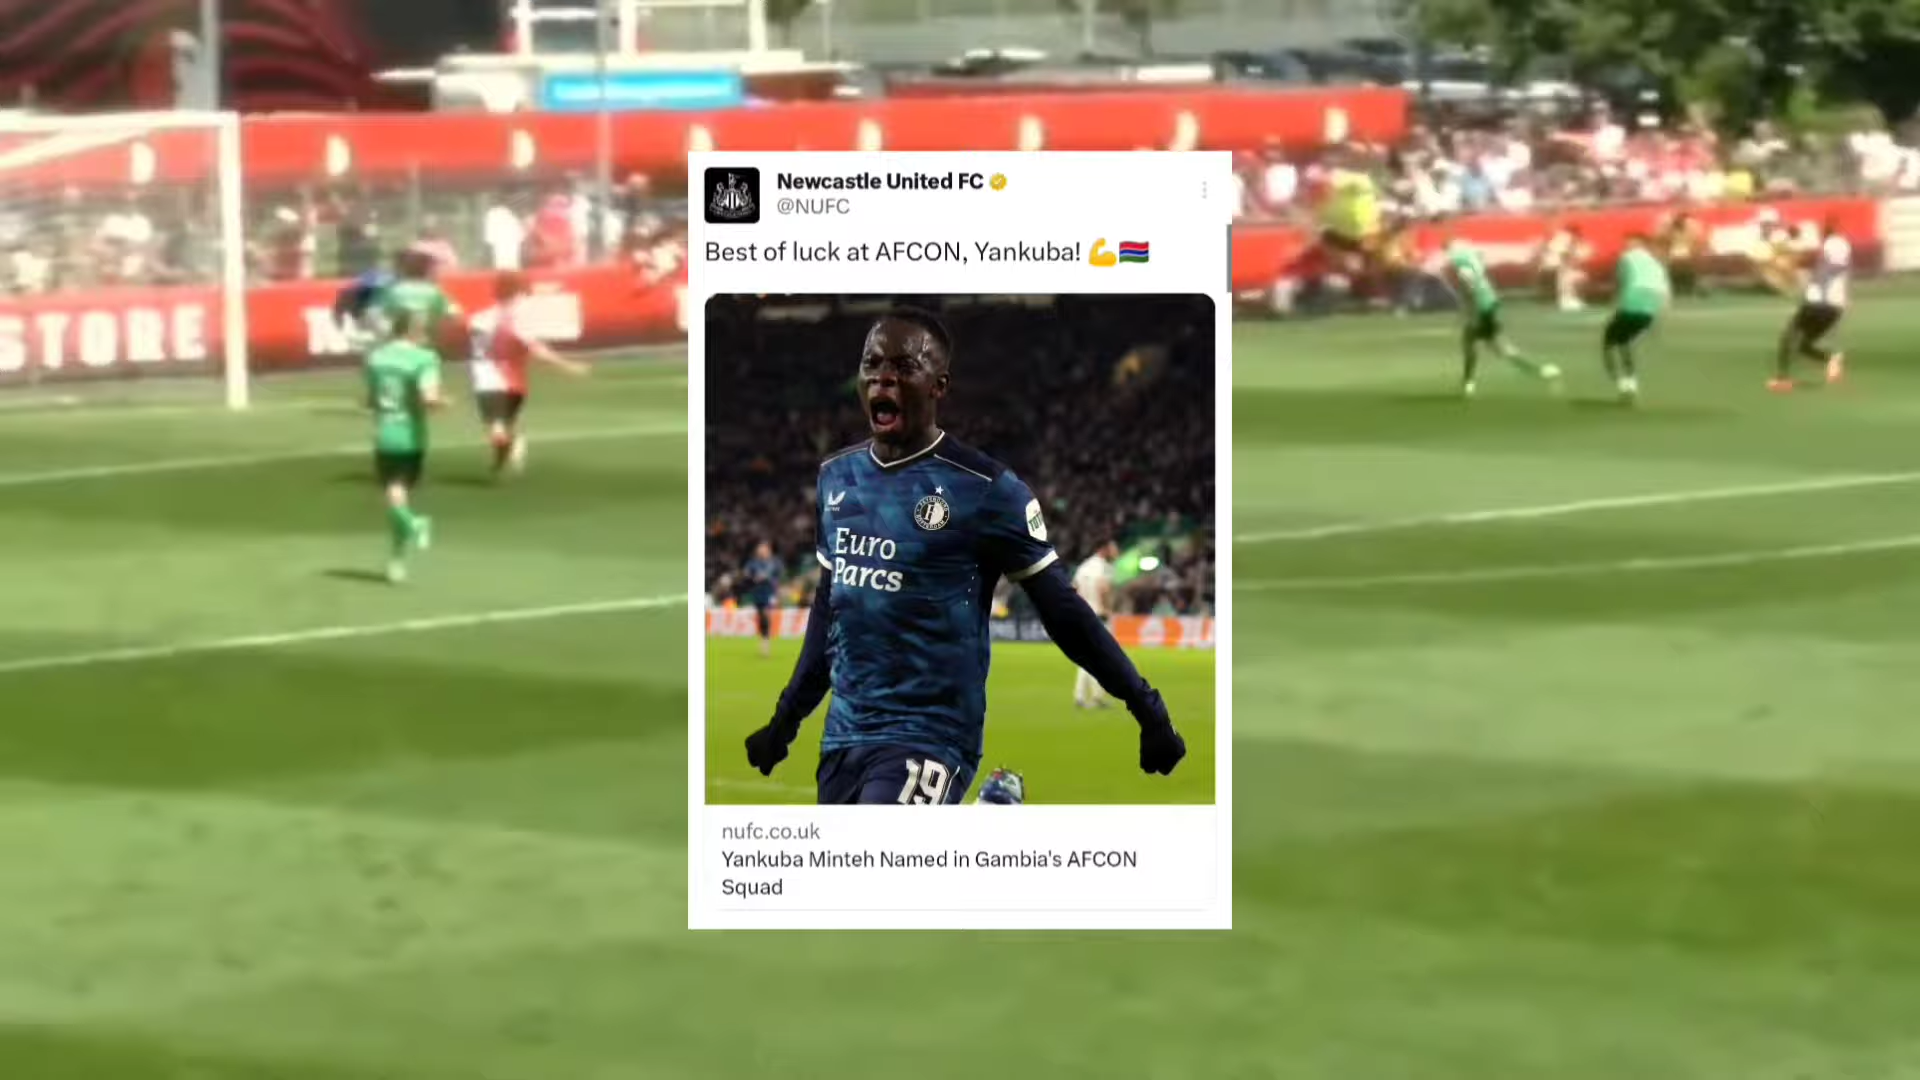 Newcastle United FC
@NUFC
Best of luck at AFCON, Yankuba! 💪🇬🇲
Euro
Parcs
19
nufc.co.uk
Yankuba Minteh Named in Gambia's AFCON
Squad
STORE